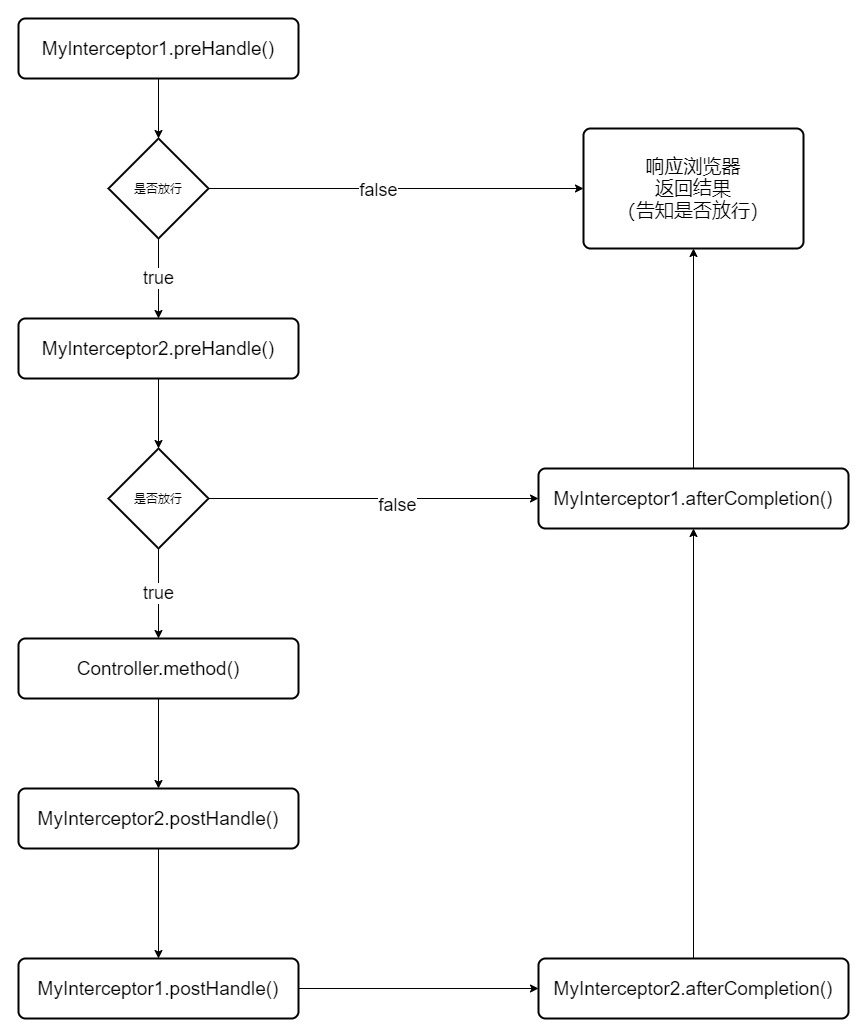 MyInterceptor1.preHandle()
是否放行
false
响应浏览器
返回结果
（告知是否放行）
true
MyInterceptor2.preHandle()
是否放行
false
MyInterceptor1.afterCompletion()
true
Controller.method()
MyInterceptor2.postHandle()
MyInterceptor1.postHandle()
MyInterceptor2.afterCompletion()